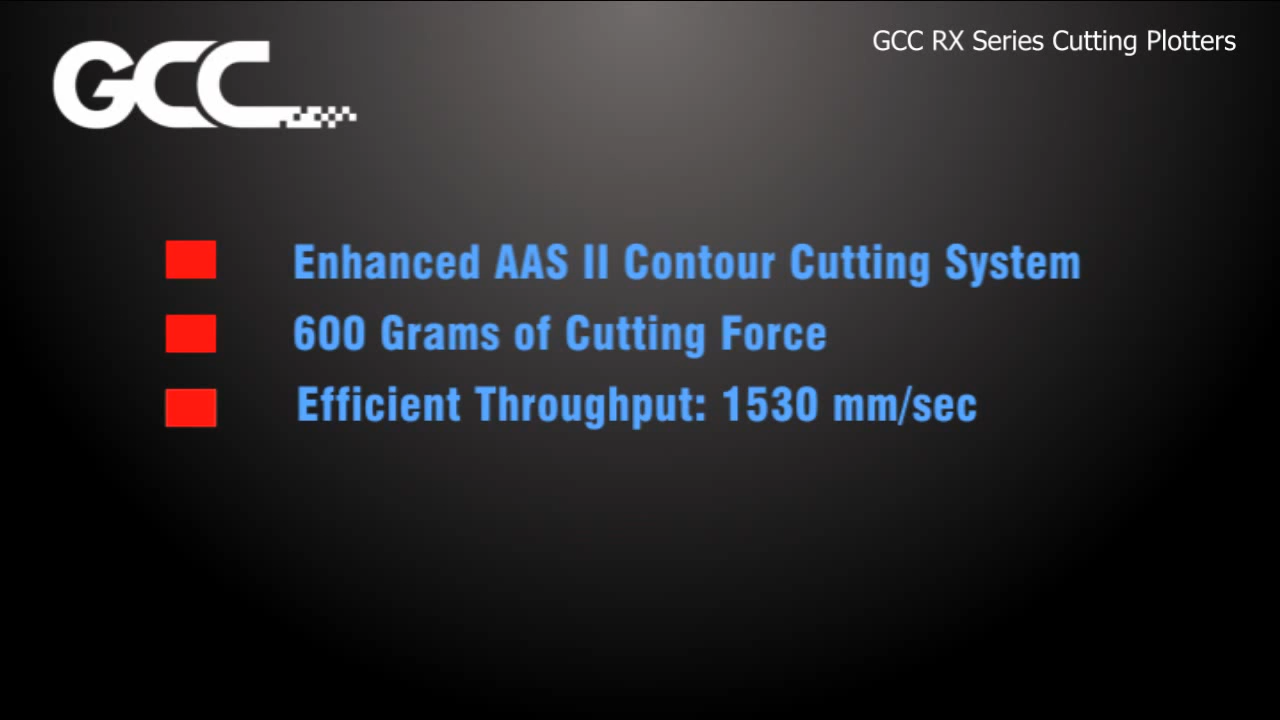 GCC
GCC RX Series Cutting Plotters
Enhanced AAS II Contour Cutting System
600 Grams of Cutting Force
Efficient Throughput: 1530 mm/sec